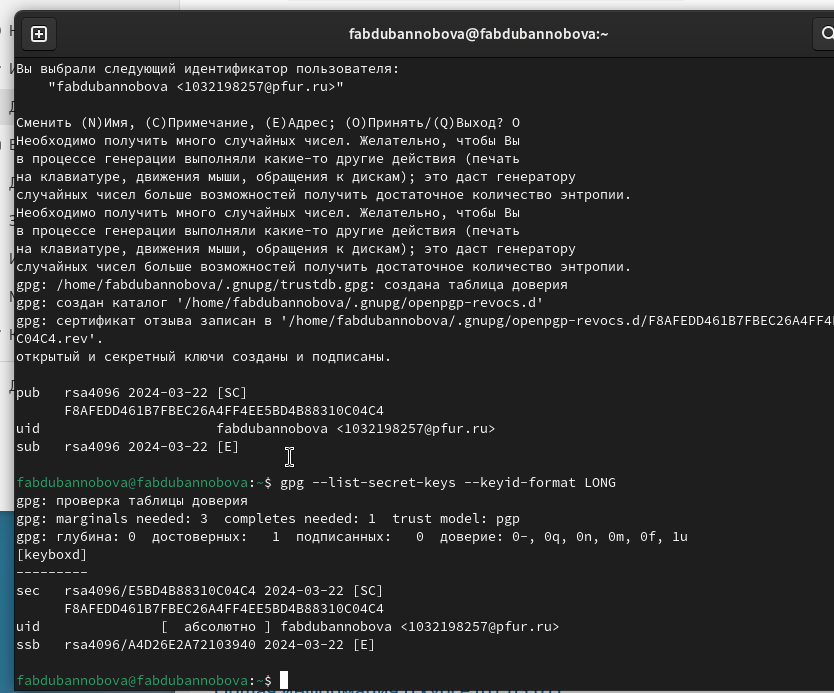 fabdubannobova@fabdubannobova:~
Вы выбрали следующий идентификатор пользователя:
"fabdubannobova <1032198257@pfur.ru>"
Сменить (N)Имя, (C)Примечание, (E)Адрес; (O)Принять/(Q)Выход? O
Необходимо получить много случайных чисел. Желательно, чтобы Вы
в процессе генерации выполняли какие-то другие действия (печать
на клавиатуре, движения мыши, обращения к дискам); это даст генератору
случайных чисел больше возможностей получить достаточное количество энтропии.
Необходимо получить много случайных чисел. Желательно, чтобы Вы
в процессе генерации выполняли какие-то другие действия (печать
на клавиатуре, движения мыши, обращения к дискам); это даст генератору
случайных чисел больше возможностей получить достаточное количество энтропии.
gpg: /home/fabdubannobova/.gnupg/trustdb.gpg: создана таблица доверия
gpg: создан каталог '/home/fabdubannobova/.gnupg/openpgp-revocs.d'
gpg: сертификат отзыва записан в '/home/fabdubannobova/.gnupg/openpgp-revocs.d/F8AFEDD461B7FBEC26A4FF4
C04C4.rev'.
открытый и секретный ключи созданы и подписаны.
pub   rsa4096 2024-03-22 [SC]
F8AFEDD461B7FBEC26A4FF4EE5BD4B88310C04C4
uid                      fabdubannobova <1032198257@pfur.ru>
sub   rsa4096 2024-03-22 [E]
fabdubannobova@fabdubannobova:~$ gpg --list-secret-keys --keyid-format LONG
gpg: проверка таблицы доверия
gpg: marginals needed: 3  completes needed: 1  trust model: pgp
gpg: глубина: 0  достоверных:   1  подписанных:   0  доверие: 0-, 0q, 0n, 0m, 0f, 1u
[keyboxd]
---------
sec   rsa4096/E5BD4B88310C04C4 2024-03-22 [SC]
F8AFEDD461B7FBEC26A4FF4EE5BD4B88310C04C4
uid               [  абсолютно ] fabdubannobova <1032198257@pfur.ru>
ssb   rsa4096/A4D26E2A72103940 2024-03-22 [E]
fabdubannobova@fabdubannobova:~$